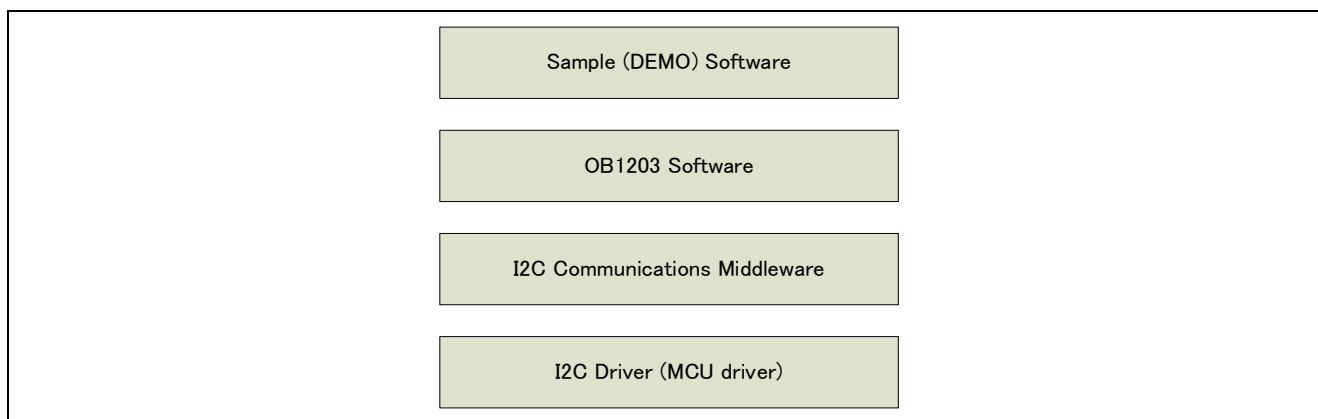 Sample (DEMO) Software
OB1203 Software
I2C Communications Middleware
I2C Driver (MCU driver)